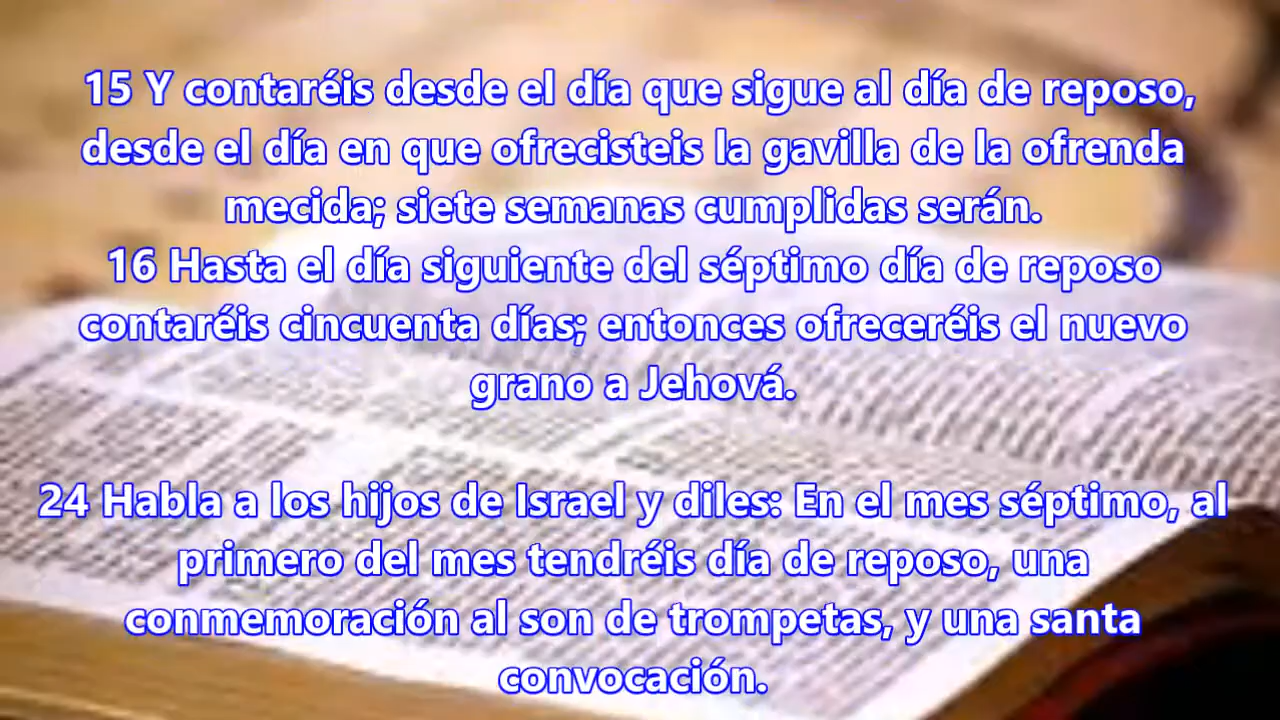 15 Y contaréis desde el día que sigue al día de reposo,
desde el día en que ofrecisteis la gavilla de la ofrenda
mecida; siete semanas cumplidas serán.
16 Hasta el día siguiente del séptimo día de reposo
contaréis cincuenta días; entonces ofreceréis el nuevo
grano a Jehová.
24 Habla a los hijos de Israel y diles: En el mes séptimo, al
primero del mes tendréis día de reposo, una
conmemoración al son de trompetas, y una santa
convocación.